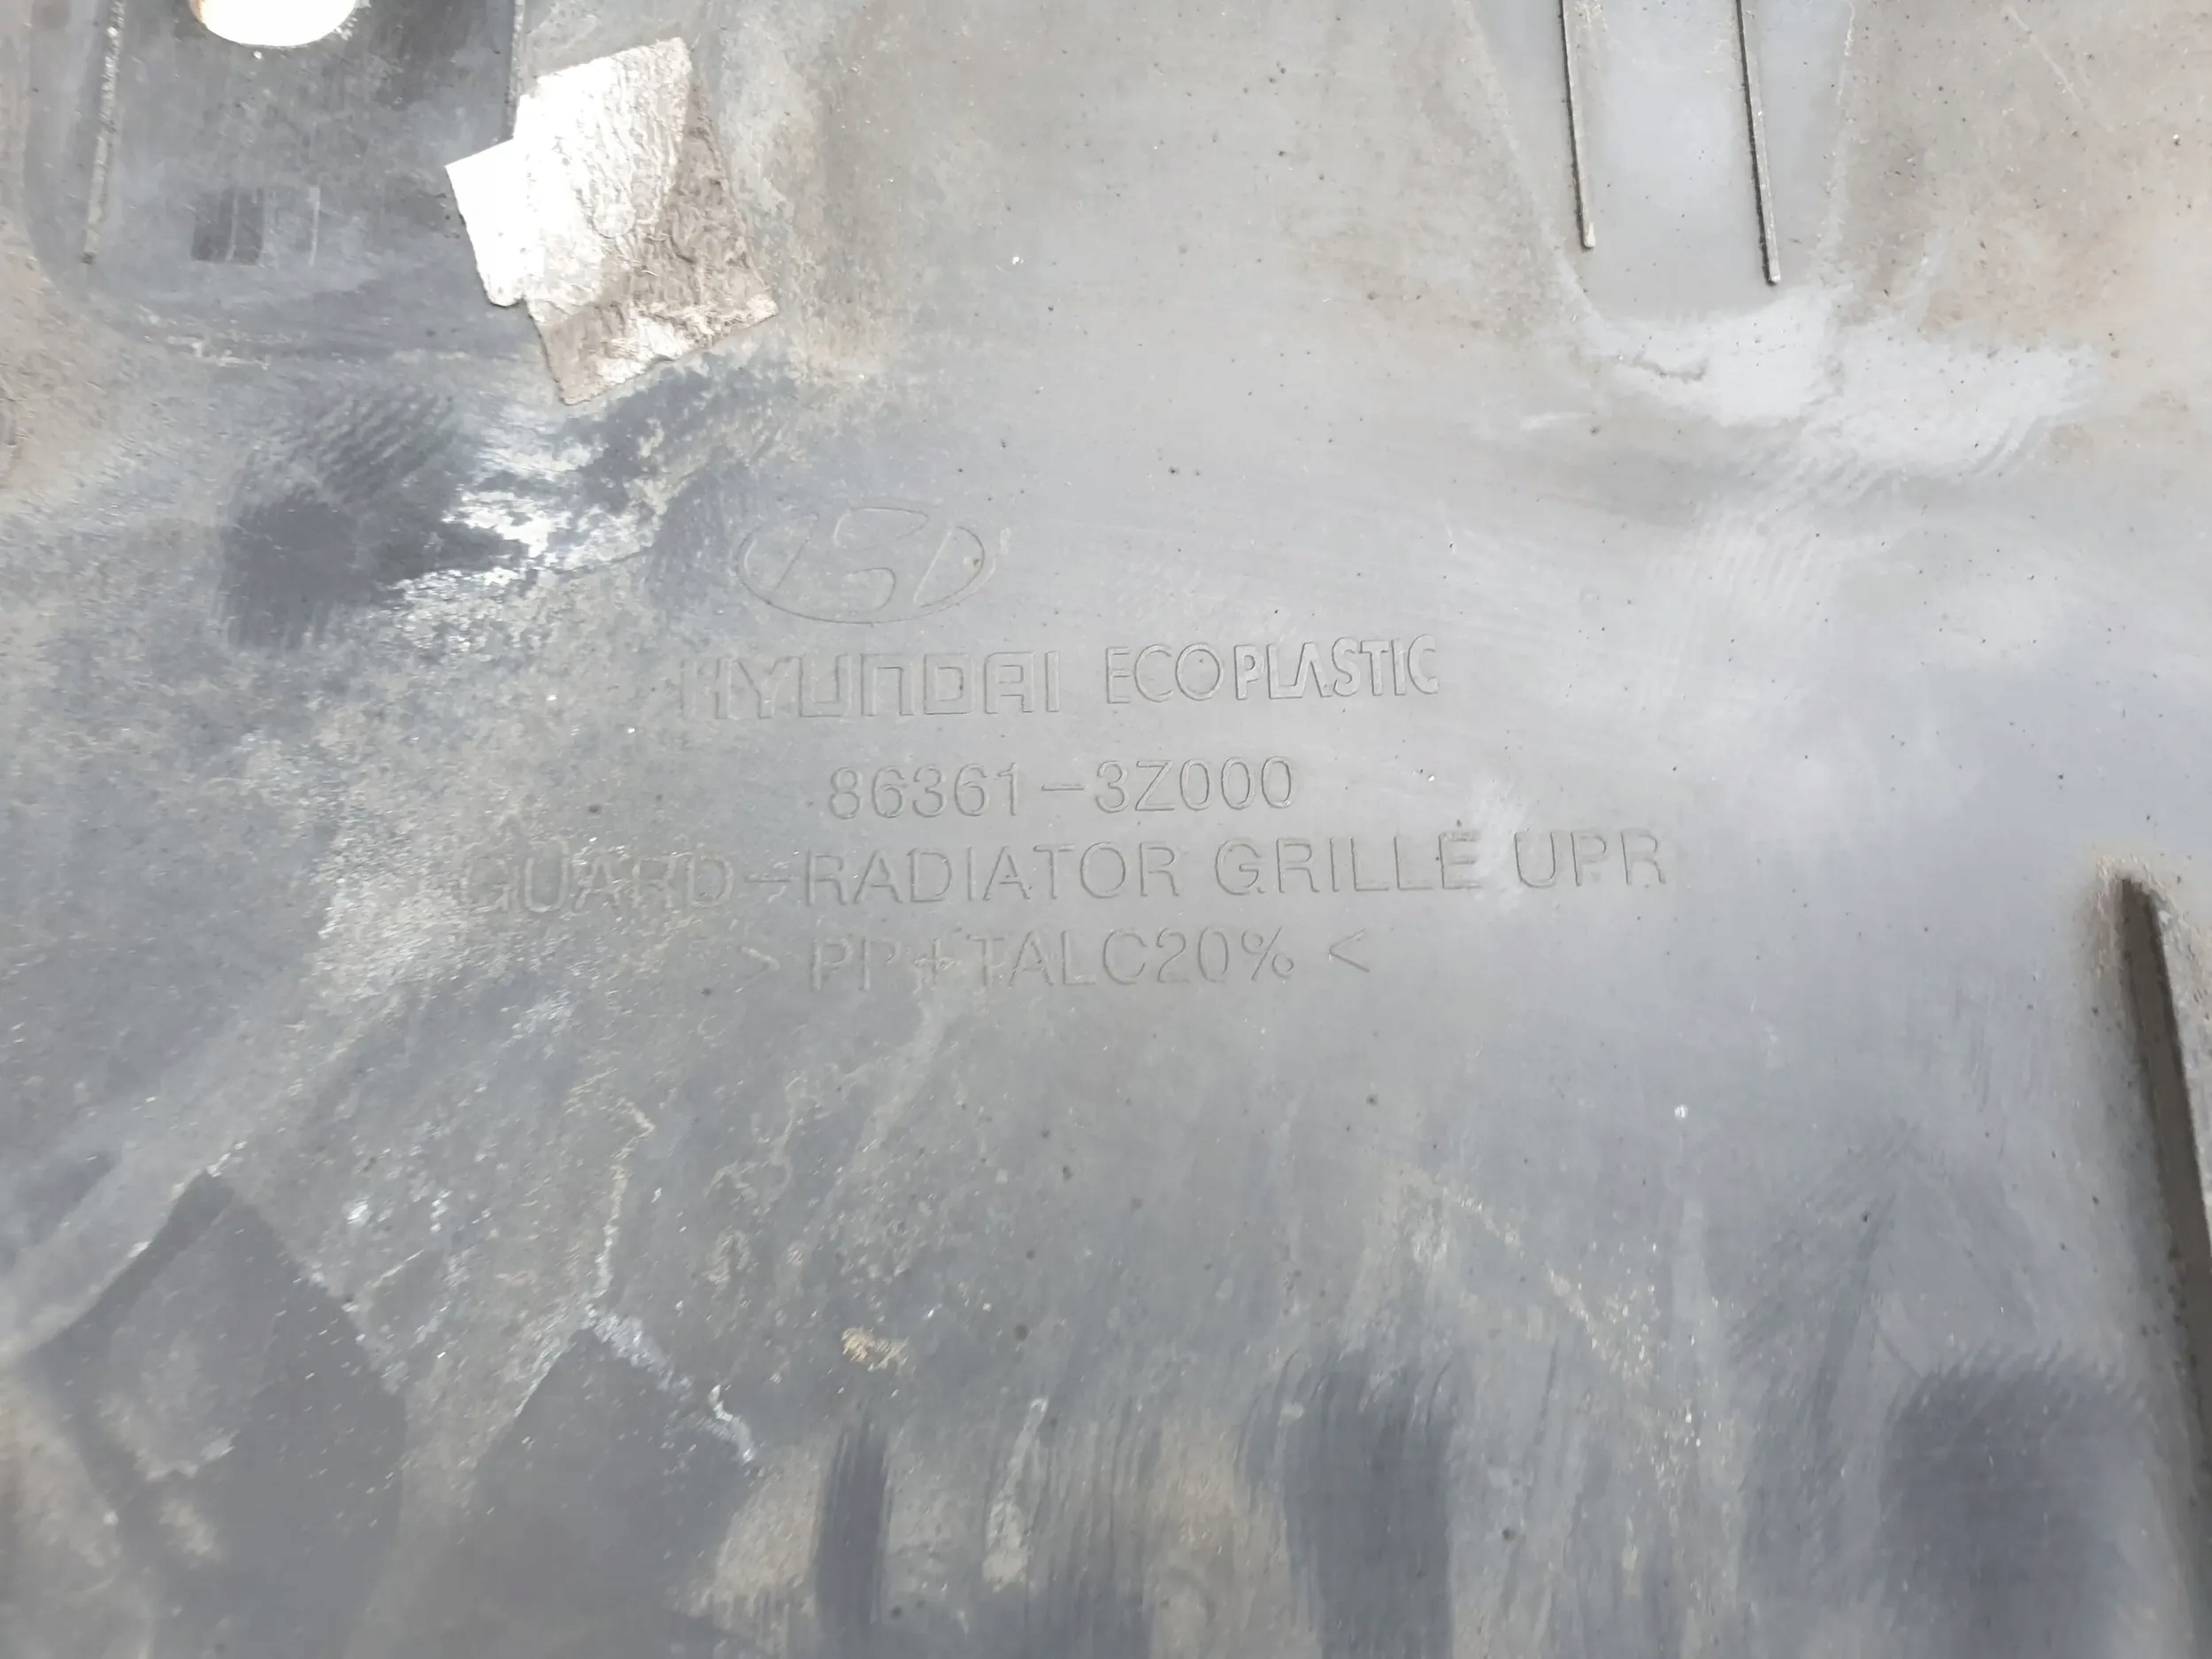 HYUNDAI ECOPLASTIC
86361-3Z000
GUARD-RADIATOR GRILLE UPR
> PP+TALC20% <